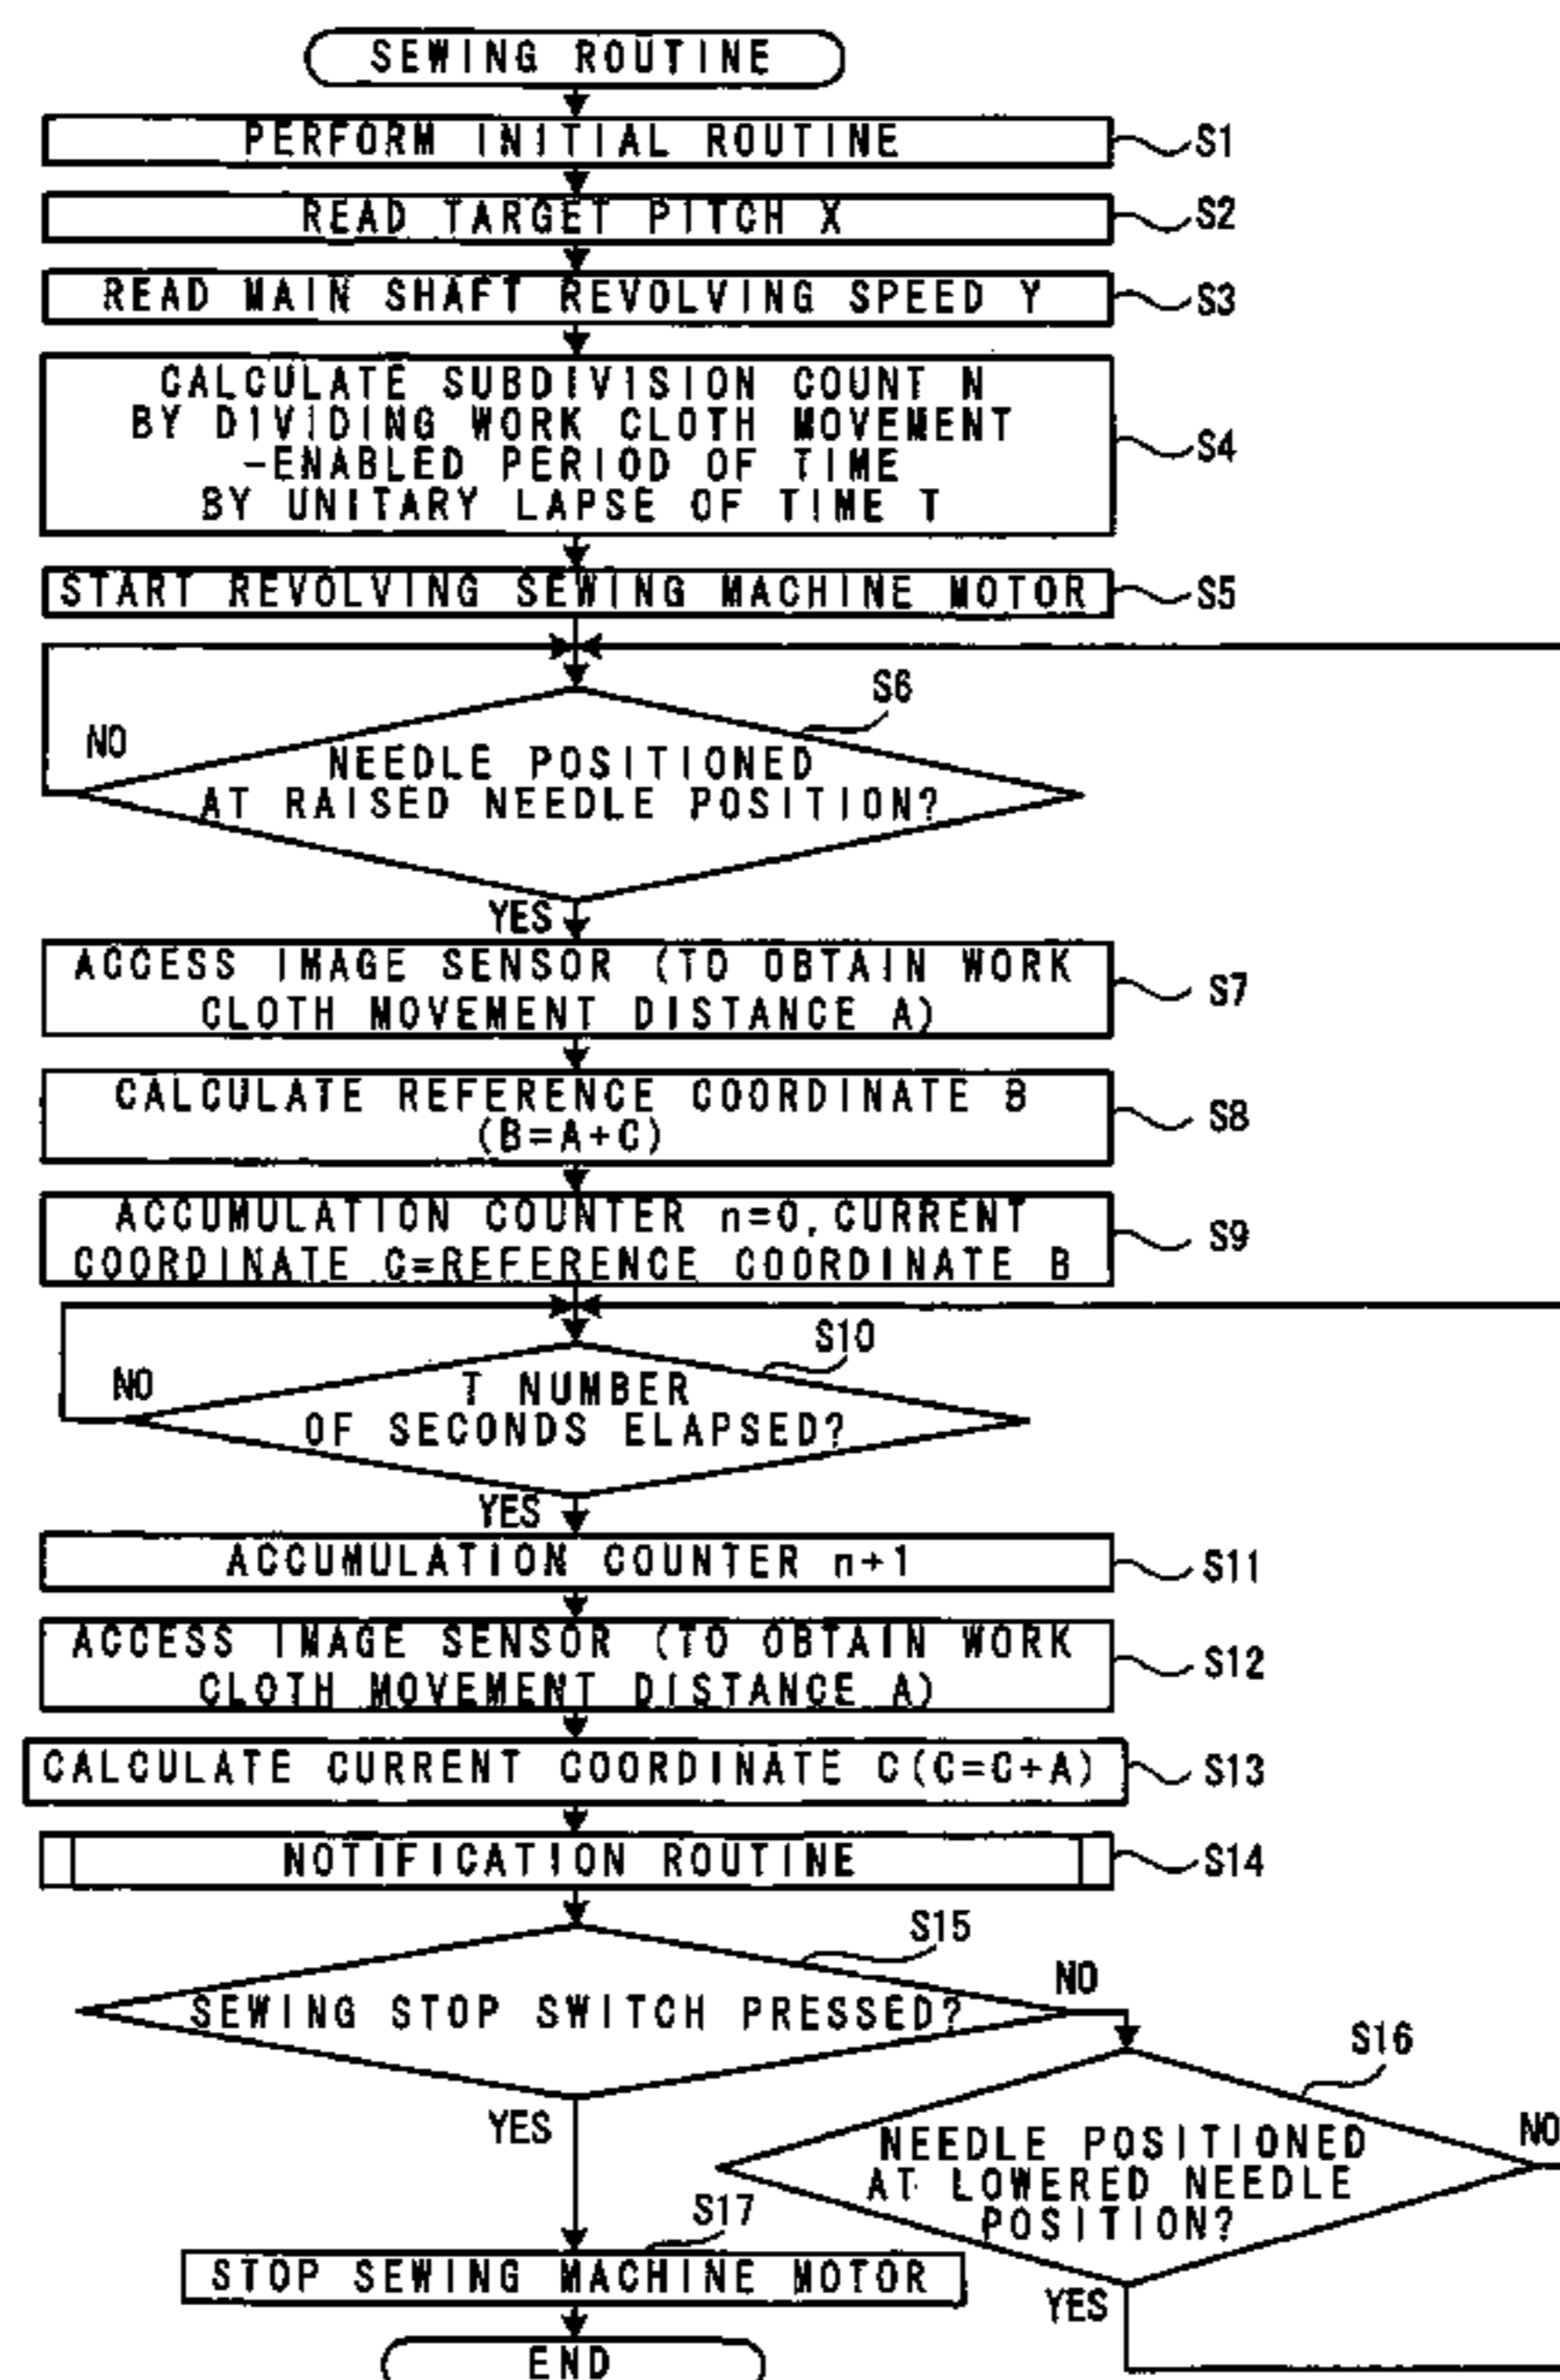 SEWING ROUTINE
PERFORM INITIAL ROUTINE
S1
READ TARGET PITCH X
S2
READ MAIN SHAFT REVOLVING SPEED Y
S3
CALCULATE SUBDIVISION COUNT N
BY DIVIDING WORK CLOTH MOVEMENT
-ENABLED PERIOD OF TIME
BY UNITARY LAPSE OF TIME T
S4
START REVOLVING SEWING MACHINE MOTOR
S5
S6
NO
NEEDLE POSITIONED
AT RAISED NEEDLE POSITION?
YES
ACCESS IMAGE SENSOR (TO OBTAIN WORK
CLOTH MOVEMENT DISTANCE A)
S7
CALCULATE REFERENCE COORDINATE B
(B=A+C)
S8
ACCUMULATION COUNTER n=0, CURRENT
COORDINATE C=REFERENCE COORDINATE B
S9
S10
NO
T NUMBER
OF SECONDS ELAPSED?
YES
ACCUMULATION COUNTER n+1
S11
ACCESS IMAGE SENSOR (TO OBTAIN WORK
CLOTH MOVEMENT DISTANCE A)
S12
CALCULATE CURRENT COORDINATE C(C=C+A)
S13
NOTIFICATION ROUTINE
S14
S15
NO
SEWING STOP SWITCH PRESSED?
YES
S16
NO
NEEDLE POSITIONED
AT LOWERED NEEDLE
POSITION?
YES
S17
STOP SEWING MACHINE MOTOR
END